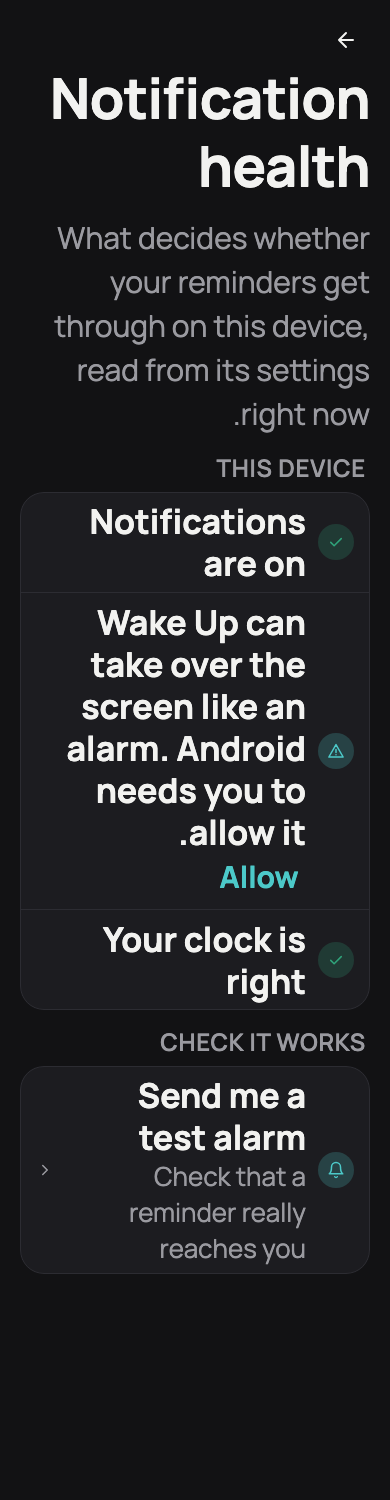 Notification
health
What decides whether
your reminders get
through on this device,
read from its settings
.right now
THIS DEVICE
Notifications
are on
Wake Up can
take over the
screen like an
alarm. Android
needs you to
.allow it
Allow
Your clock is
right
CHECK IT WORKS
Send me a
test alarm
Check that a
reminder really
reaches you